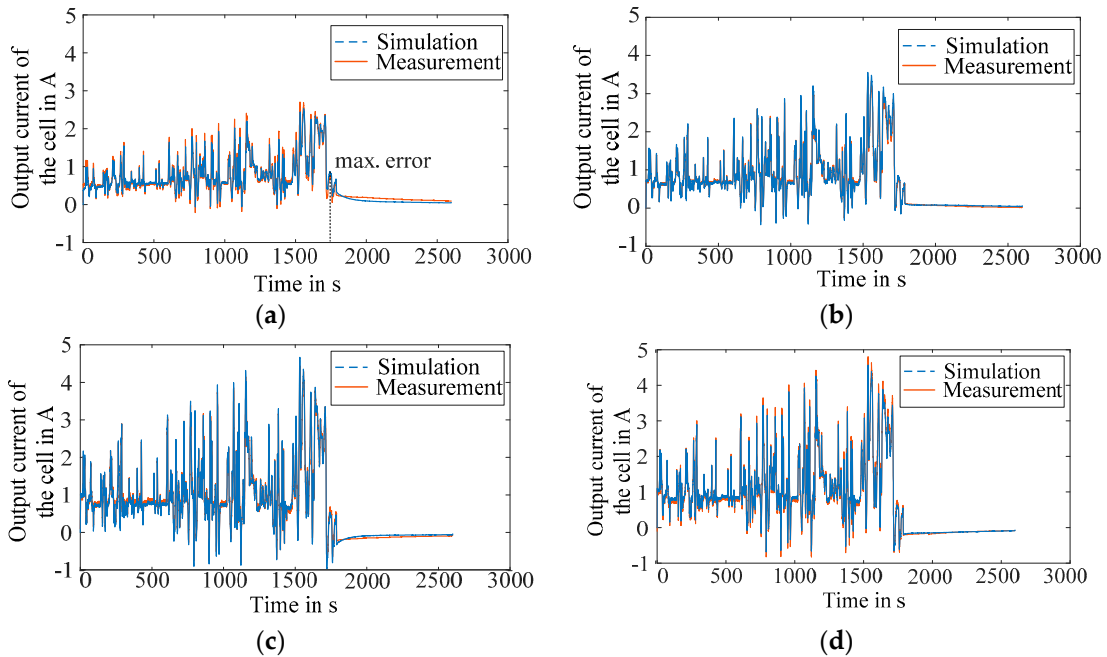 5
4
3
2
1
0
-1
Output current of
the cell in A
Simulation
Measurement
max. error
0 500 1000 1500 2000 2500 3000
Time in s
(a)
5
4
3
2
1
0
-1
Output current of
the cell in A
Simulation
Measurement
0 500 1000 1500 2000 2500 3000
Time in s
(b)
5
4
3
2
1
0
-1
Output current of
the cell in A
Simulation
Measurement
0 500 1000 1500 2000 2500 3000
Time in s
(c)
5
4
3
2
1
0
-1
Output current of
the cell in A
Simulation
Measurement
0 500 1000 1500 2000 2500 3000
Time in s
(d)